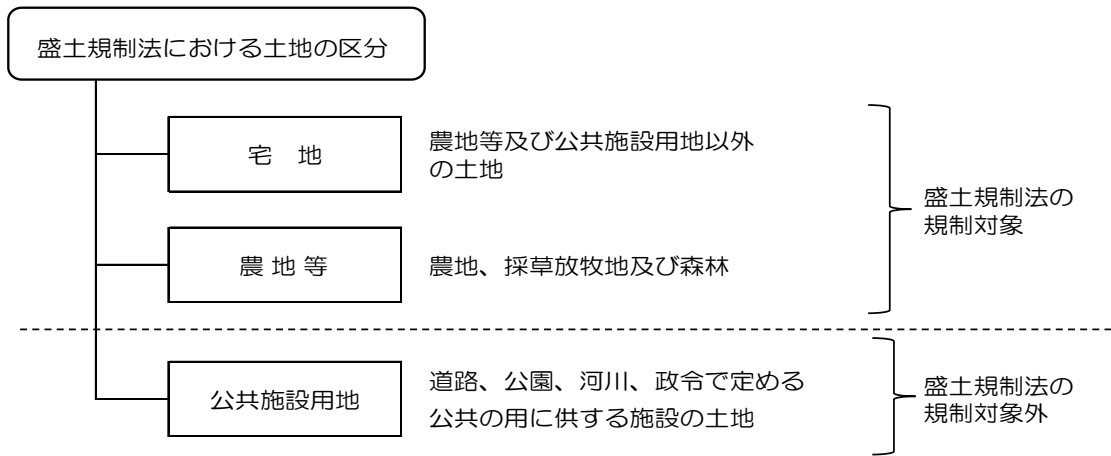 盛土規制法における土地の区分
宅　地
農地等及び公共施設用地以外
の土地
盛土規制法の
規制対象
農 地 等
農地、採草放牧地及び森林
公共施設用地
道路、公園、河川、政令で定める
公共の用に供する施設の土地
盛土規制法の
規制対象外